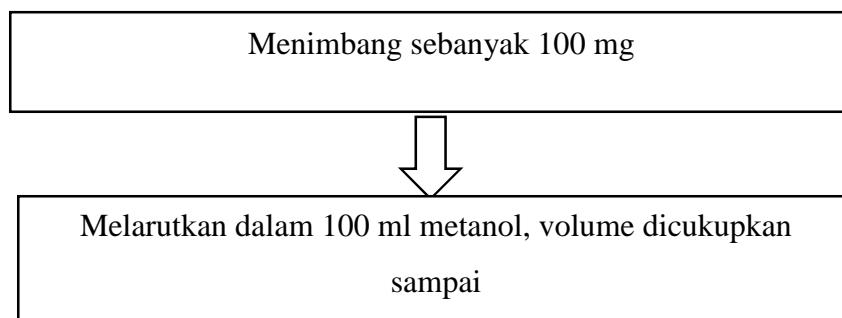 Menimbang sebanyak 100 mg
Melarutkan dalam 100 ml metanol, volume dicukupkan
sampai